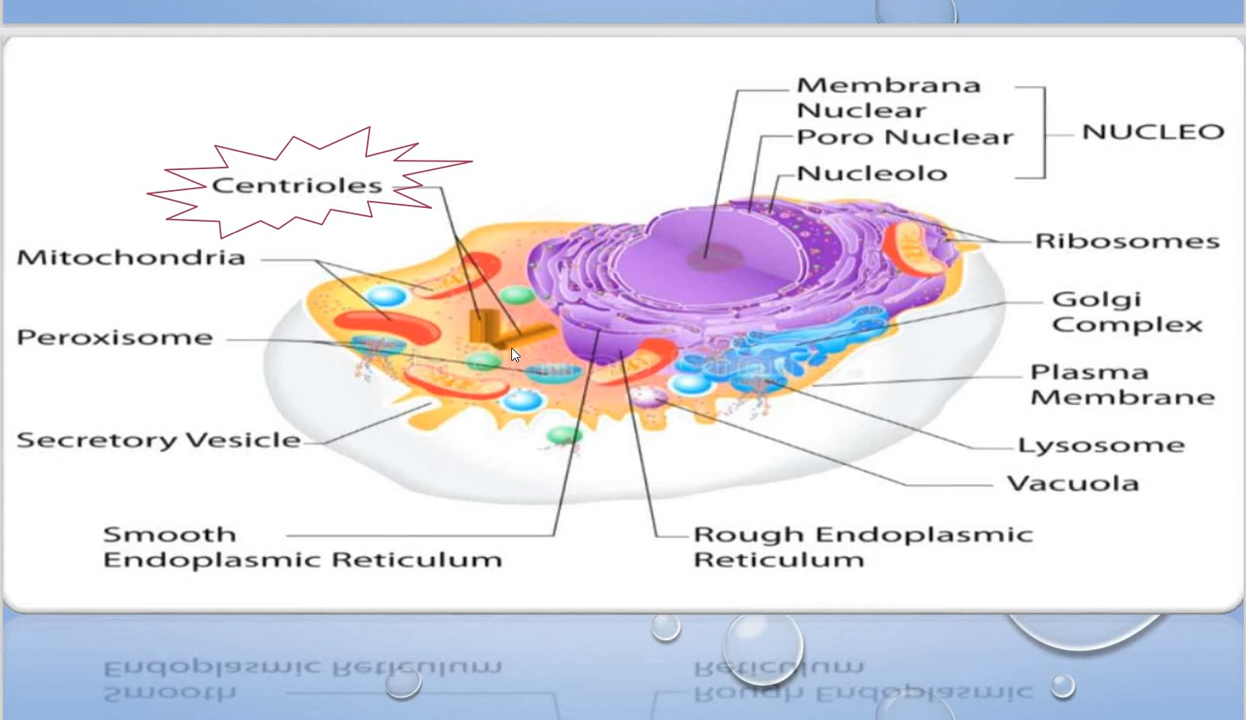 Membrana
Nuclear
Poro Nuclear
Nucleolo
NUCLEO
Centrioles
Mitochondria
Peroxisome
Secretory Vesicle
Ribosomes
Golgi
Complex
Plasma
Membrane
Lysosome
Vacuola
Smooth
Endoplasmic Reticulum
Rough Endoplasmic
Reticulum